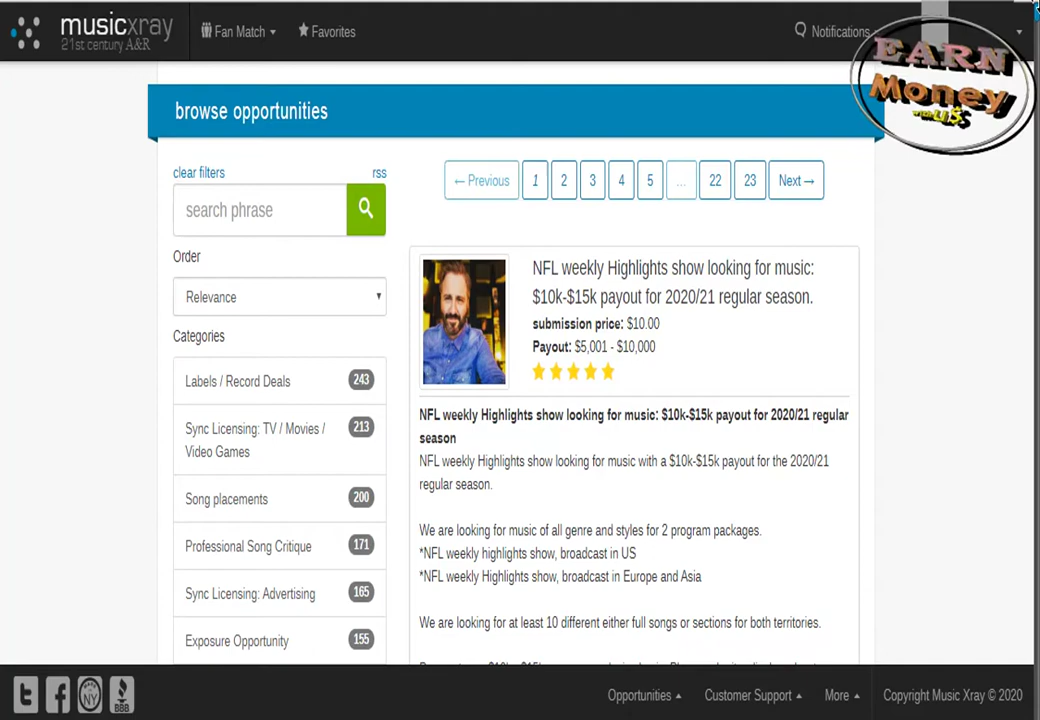 musicxray
21st century A&R
Fan Match
Favorites
Notifications
EARN
Money
with US
browse opportunities
clear filters
rss
search phrase
Order
Relevance
Categories
Labels / Record Deals 243
Sync Licensing: TV / Movies / 213
Video Games
Song placements 200
Professional Song Critique 171
Sync Licensing: Advertising 165
Exposure Opportunity 155
← Previous 1 2 3 4 5 ... 22 23 Next →
NFL weekly Highlights show looking for music:
$10k-$15k payout for 2020/21 regular season.
submission price: $10.00
Payout: $5,001 - $10,000
NFL weekly Highlights show looking for music: $10k-$15k payout for 2020/21 regular
season
NFL weekly Highlights show looking for music with a $10k-$15k payout for the 2020/21
regular season.
We are looking for music of all genre and styles for 2 program packages.
*NFL weekly highlights show, broadcast in US
*NFL weekly Highlights show, broadcast in Europe and Asia
We are looking for at least 10 different either full songs or sections for both territories.
MADE IN NY
BBB
Opportunities
Customer Support
More
Copyright Music Xray © 2020